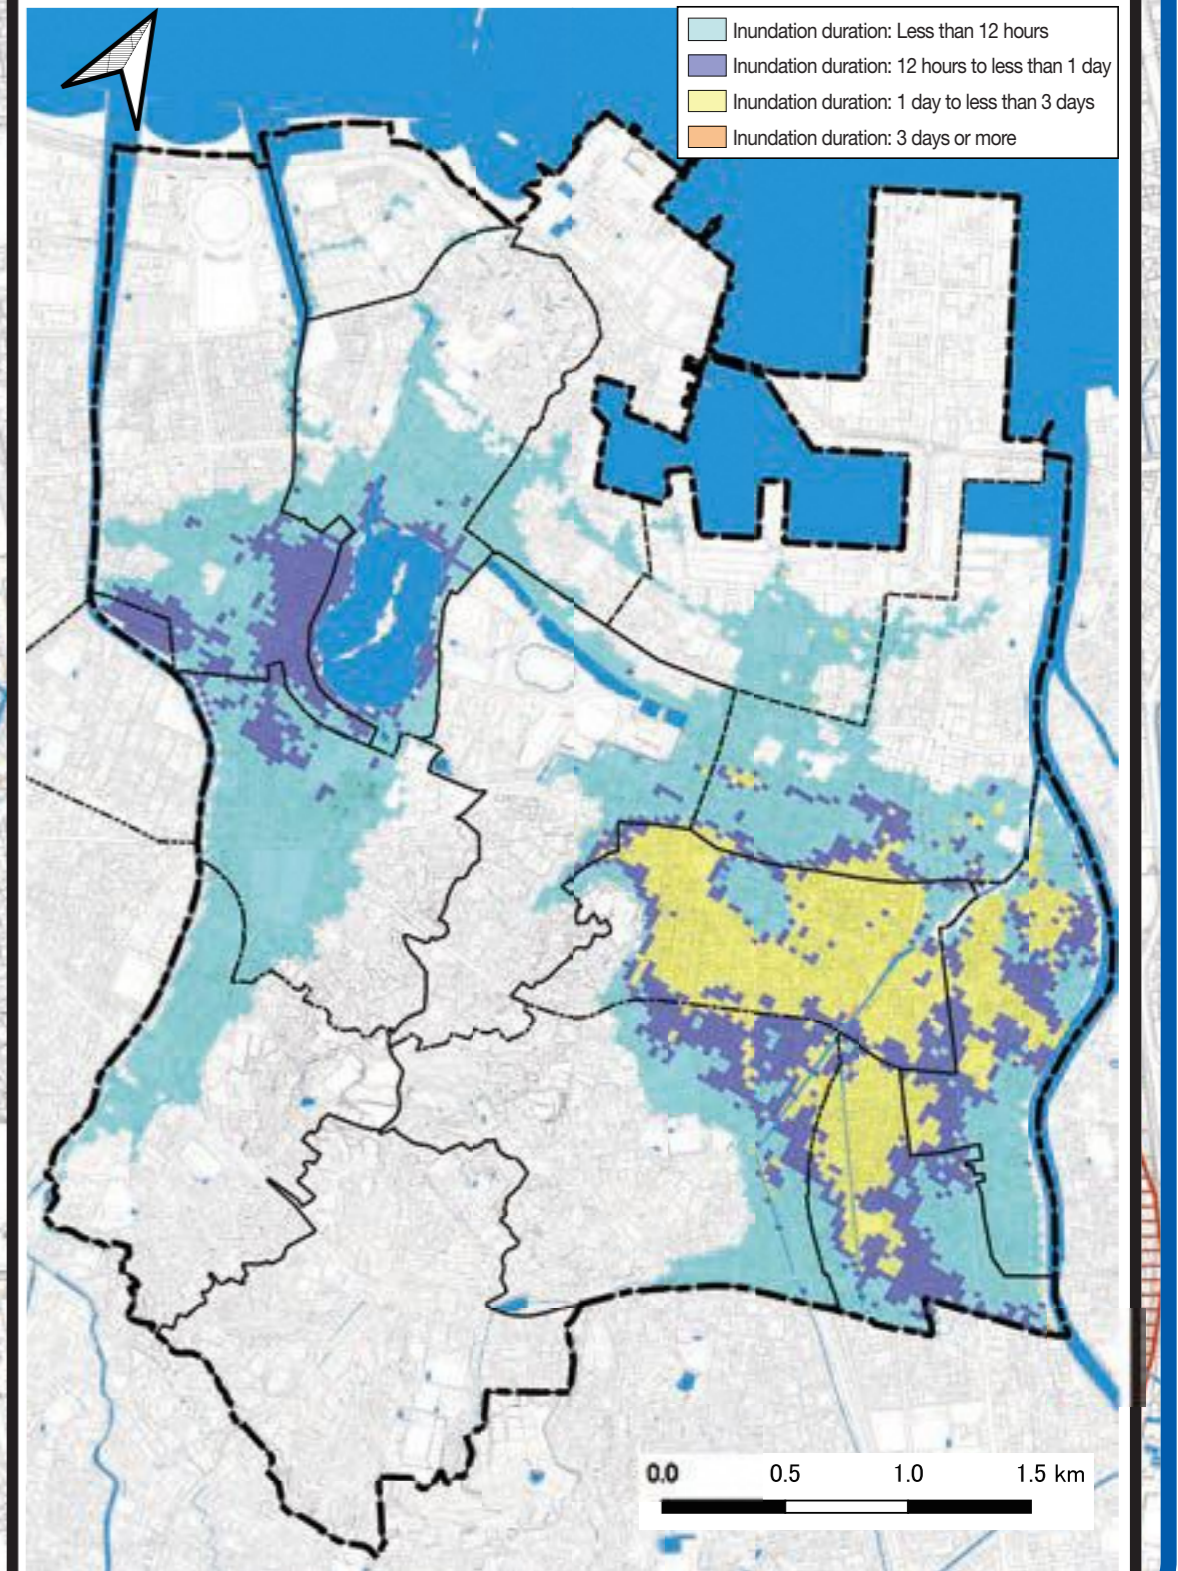 Inundation duration: Less than 12 hours
Inundation duration: 12 hours to less than 1 day
Inundation duration: 1 day to less than 3 days
Inundation duration: 3 days or more
0.0 0.5 1.0 1.5 km